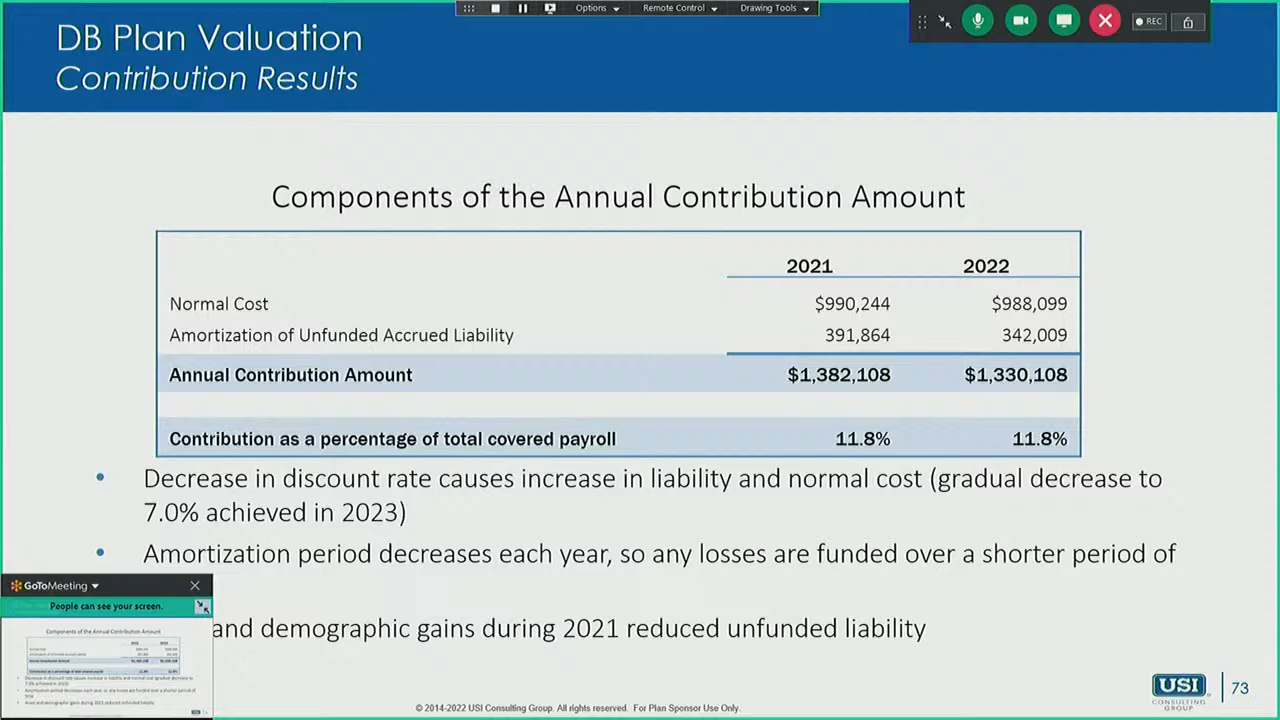 Options
Remote Control
Drawing Tools
REC
DB Plan Valuation
Contribution Results
Components of the Annual Contribution Amount
2021 2022
Normal Cost $990,244 $988,099
Amortization of Unfunded Accrued Liability 391,864 342,009
Annual Contribution Amount $1,382,108 $1,330,108
Contribution as a percentage of total covered payroll 11.8% 11.8%
• Decrease in discount rate causes increase in liability and normal cost (gradual decrease to
7.0% achieved in 2023)
• Amortization period decreases each year, so any losses are funded over a shorter period of
and demographic gains during 2021 reduced unfunded liability
GoToMeeting
People can see your screen.
Components of the Annual Contribution Amount
USI
CONSULTING
GROUP
73
© 2014-2022 USI Consulting Group. All rights reserved. For Plan Sponsor Use Only.